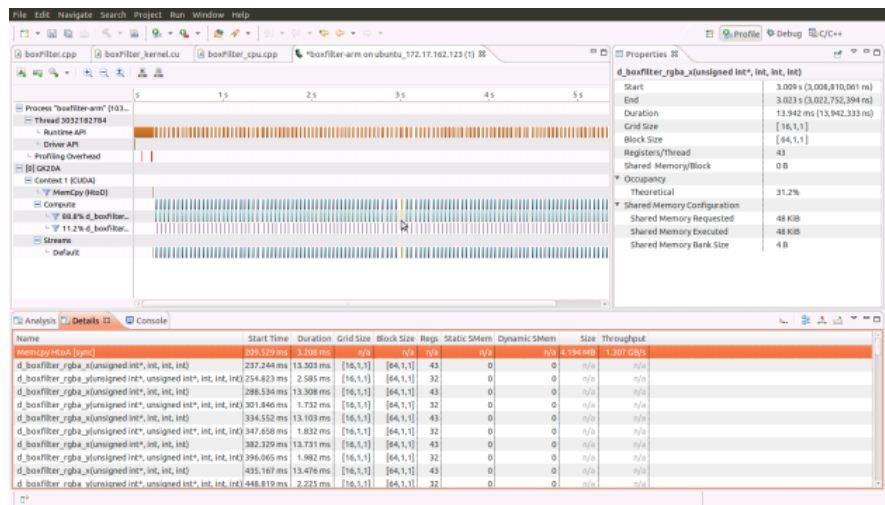 File Edit Navigate Search Project Run Window Help
Profile Debug C/C++
boxFilter.cpp boxFilter_kernel.cu boxFilter_cpu.cpp *boxfilter-arm on ubuntu_172.17.162.123 (1)
Properties
d_boxfilter_rgba_x(unsigned int*, int, int, int)
s 1 s 2 s 3 s 4 s 5 s
Process "boxfilter-arm" (103...
Thread 3032182784
Runtime API
Driver API
Profiling Overhead
[0] GK20A
Context 1 (CUDA)
MemCpy (HtoD)
Compute
88.8% d_boxfilter...
11.2% d_boxfilter...
Streams
Default
Start 3.009 s (3,008,810,061 ns)
End 3.023 s (3,022,752,394 ns)
Duration 13.942 ms (13,942,333 ns)
Grid Size [ 16,1,1 ]
Block Size [ 64,1,1 ]
Registers/Thread 43
Shared Memory/Block 0 B
Occupancy
Theoretical 31.2%
Shared Memory Configuration
Shared Memory Requested 48 KiB
Shared Memory Executed 48 KiB
Shared Memory Bank Size 4 B
Analysis Details Console
Name Start Time Duration Grid Size Block Size Regs Static SMem Dynamic SMem Size Throughput
Memcpy HtoA [sync] 209.529 ms 3.208 ms n/a n/a n/a n/a n/a 4.194 MB 1.307 GB/s
d_boxfilter_rgba_x(unsigned int*, int, int, int) 237.244 ms 13.303 ms [16,1,1] [64,1,1] 43 0 0 n/a n/a
d_boxfilter_rgba_y(unsigned int*, unsigned int*, int, int, int) 254.823 ms 2.585 ms [16,1,1] [64,1,1] 32 0 0 n/a n/a
d_boxfilter_rgba_x(unsigned int*, int, int, int) 288.534 ms 13.308 ms [16,1,1] [64,1,1] 43 0 0 n/a n/a
d_boxfilter_rgba_y(unsigned int*, unsigned int*, int, int, int) 301.846 ms 1.732 ms [16,1,1] [64,1,1] 32 0 0 n/a n/a
d_boxfilter_rgba_x(unsigned int*, int, int, int) 334.552 ms 13.103 ms [16,1,1] [64,1,1] 43 0 0 n/a n/a
d_boxfilter_rgba_y(unsigned int*, unsigned int*, int, int, int) 347.658 ms 1.832 ms [16,1,1] [64,1,1] 32 0 0 n/a n/a
d_boxfilter_rgba_x(unsigned int*, int, int, int) 382.329 ms 13.731 ms [16,1,1] [64,1,1] 43 0 0 n/a n/a
d_boxfilter_rgba_y(unsigned int*, unsigned int*, int, int, int) 396.065 ms 1.982 ms [16,1,1] [64,1,1] 32 0 0 n/a n/a
d_boxfilter_rgba_x(unsigned int*, int, int, int) 435.167 ms 13.476 ms [16,1,1] [64,1,1] 43 0 0 n/a n/a
d_boxfilter_rgba_y(unsigned int*, unsigned int*, int, int, int) 448.819 ms 2.225 ms [16,1,1] [64,1,1] 32 0 0 n/a n/a